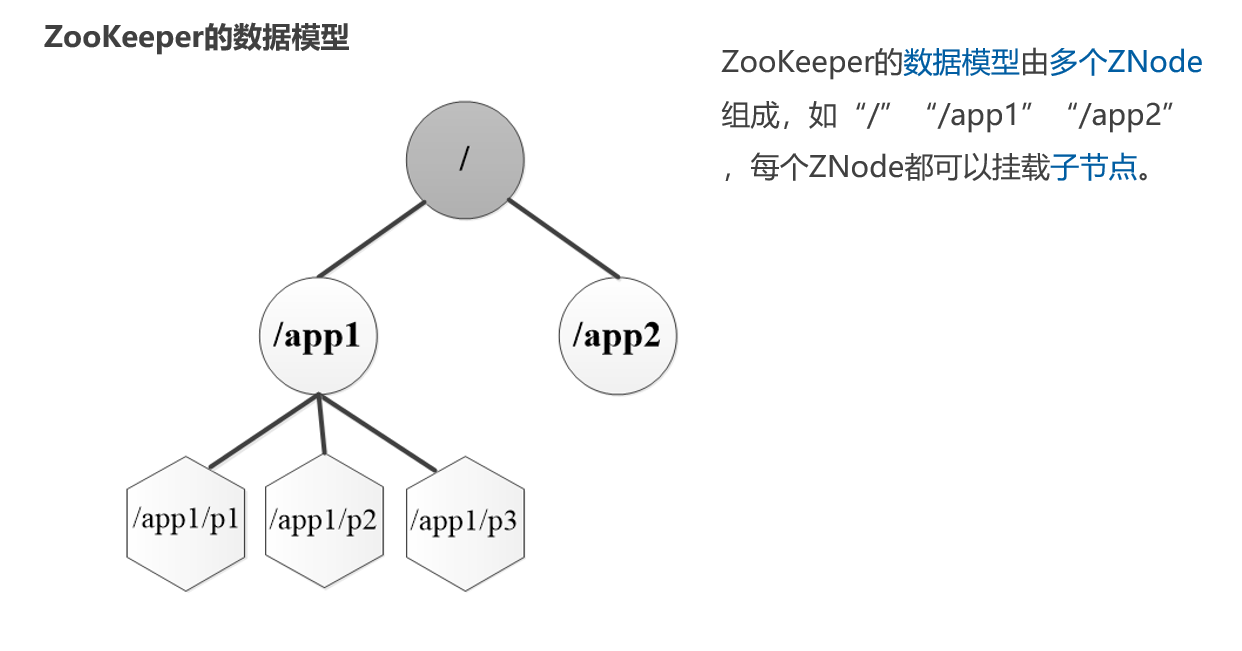 ZooKeeper的数据模型
ZooKeeper的数据模型由多个ZNode
组成，如“/”“/app1”“/app2”
，每个ZNode都可以挂载子节点。
/
/app1
/app2
/app1/p1
/app1/p2
/app1/p3